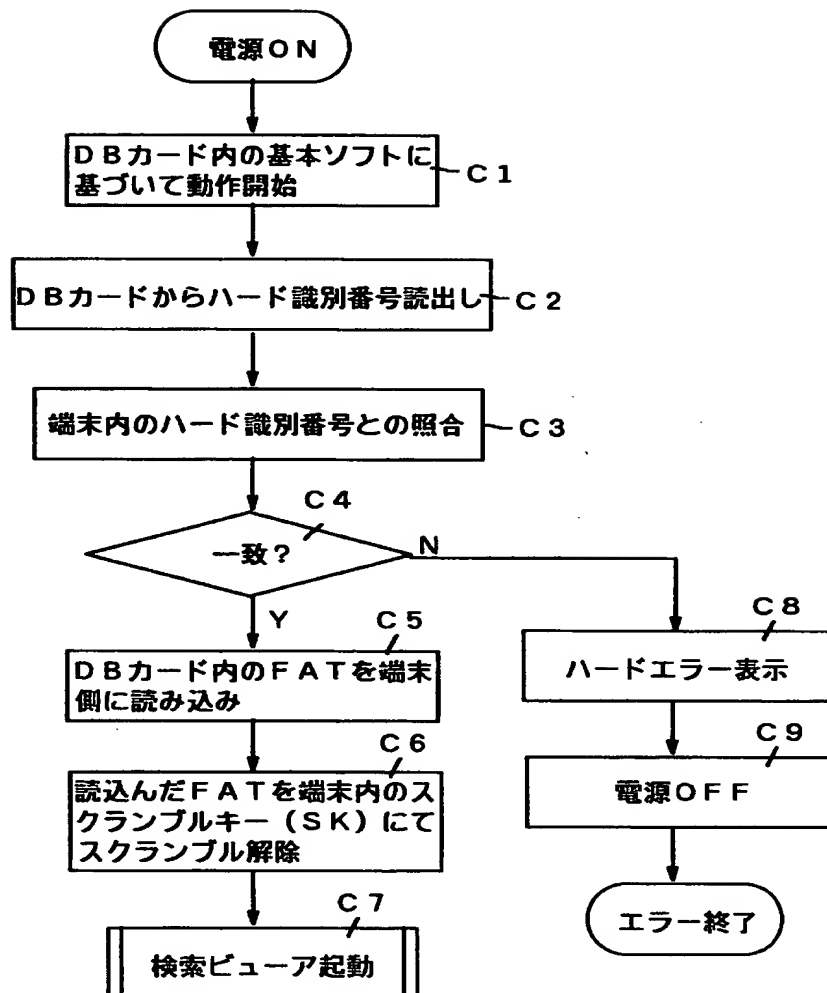 電源ON
DBカード内の基本ソフトに
基づいて動作開始
C1
DBカードからハード識別番号読出し
C2
端末内のハード識別番号との照合
C3
C4
一致?
N
Y
C5
DBカード内のFATを端末
側に読み込み
C6
読込んだFATを端末内のス
クランブルキー(SK)にて
スクランブル解除
C7
検索ビューア起動
C8
ハードエラー表示
C9
電源OFF
エラー終了